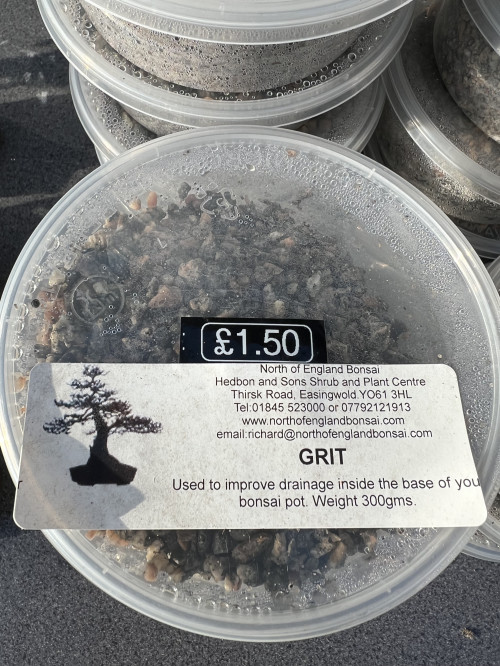 £1.50
North of England Bonsai
Hedbon and Sons Shrub and Plant Centre
Thirsk Road, Easingwold.YO61 3HL
Tel:01845 523000 or 07792121913
www.northofenglandbonsai.com
email:richard@northofenglandbonsai.com
GRIT
Used to improve drainage inside the base of you
bonsai pot. Weight 300gms.